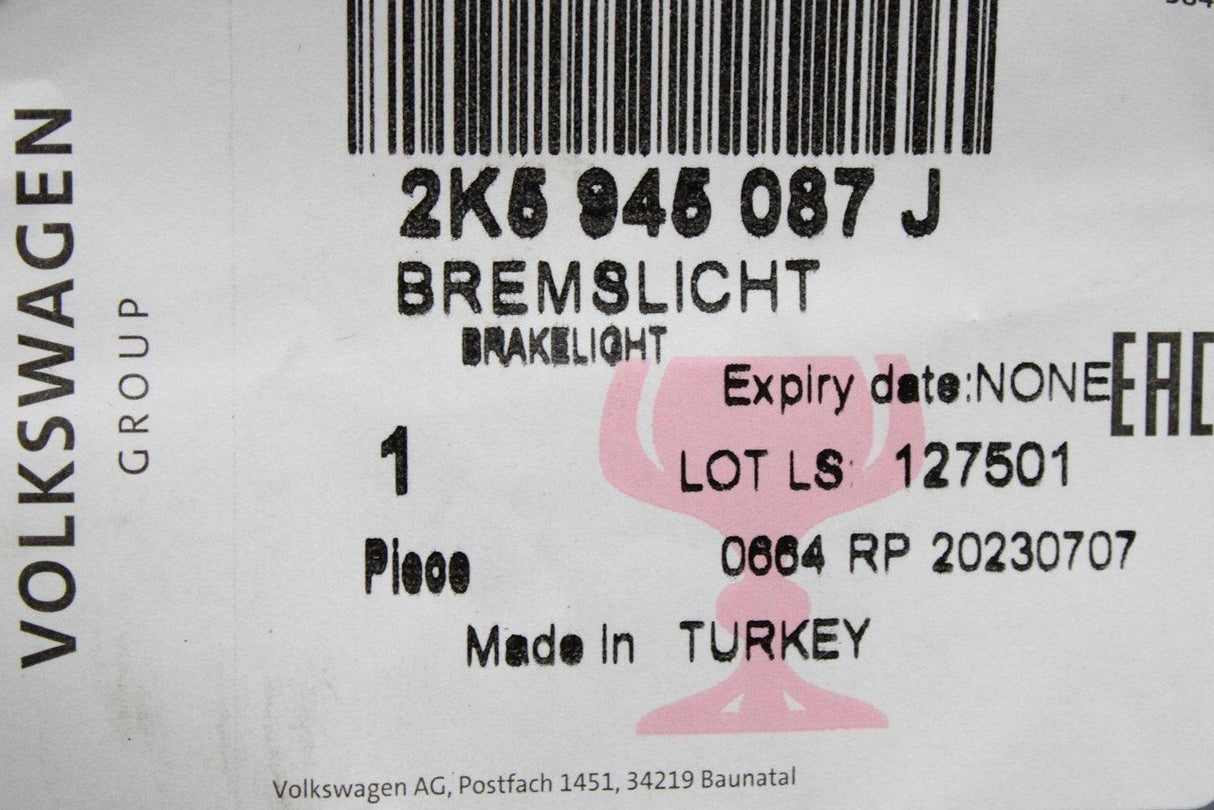 VOLKSWAGEN
GROUP
2K5 945 087 J
BREMSLICHT
BRAKELIGHT
Expiry date:NONE
EAC
1
LOT LS: 127501
Piece
0664 RP 20230707
Made in TURKEY
Volkswagen AG, Postfach 1451, 34219 Baunatal